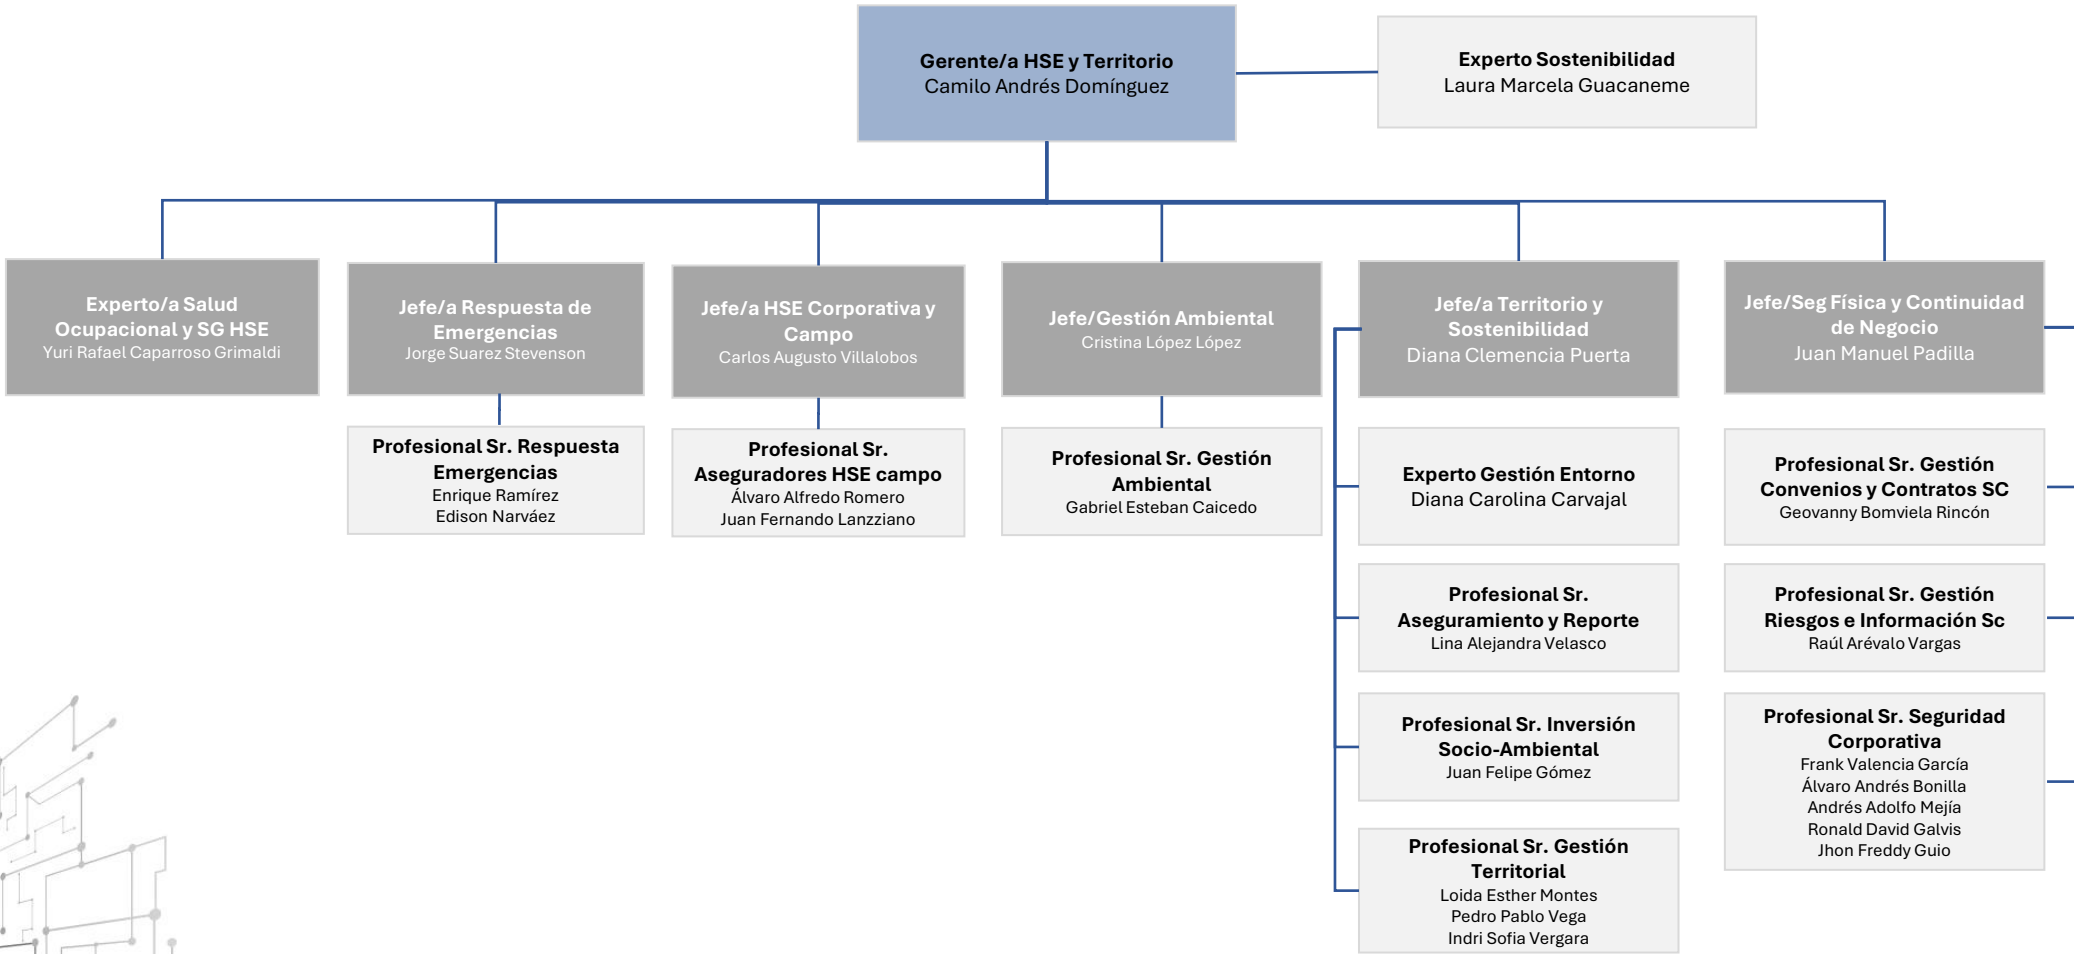 Gerente/a HSE y Territorio
Camilo Andrés Domínguez
Experto Sostenibilidad
Laura Marcela Guacaneme
Experto/a Salud
Ocupacional y SG HSE
Yuri Rafael Caparroso Grimaldi
Jefe/a Respuesta de
Emergencias
Jorge Suarez Stevenson
Jefe/a HSE Corporativa y
Campo
Carlos Augusto Villalobos
Jefe/Gestión Ambiental
Cristina López López
Jefe/a Territorio y
Sostenibilidad
Diana Clemencia Puerta
Jefe/Seg Física y Continuidad
de Negocio
Juan Manuel Padilla
Profesional Sr. Respuesta
Emergencias
Enrique Ramírez
Edison Narváez
Profesional Sr.
Aseguradores HSE campo
Álvaro Alfredo Romero
Juan Fernando Lanzziano
Profesional Sr. Gestión
Ambiental
Gabriel Esteban Caicedo
Experto Gestión Entorno
Diana Carolina Carvajal
Profesional Sr. Gestión
Convenios y Contratos SC
Geovanny Bomviela Rincón
Profesional Sr.
Aseguramiento y Reporte
Lina Alejandra Velasco
Profesional Sr. Gestión
Riesgos e Información Sc
Raúl Arévalo Vargas
Profesional Sr. Inversión
Socio-Ambiental
Juan Felipe Gómez
Profesional Sr. Seguridad
Corporativa
Frank Valencia García
Álvaro Andrés Bonilla
Andrés Adolfo Mejía
Ronald David Galvis
Jhon Freddy Guio
Profesional Sr. Gestión
Territorial
Loida Esther Montes
Pedro Pablo Vega
Indri Sofia Vergara